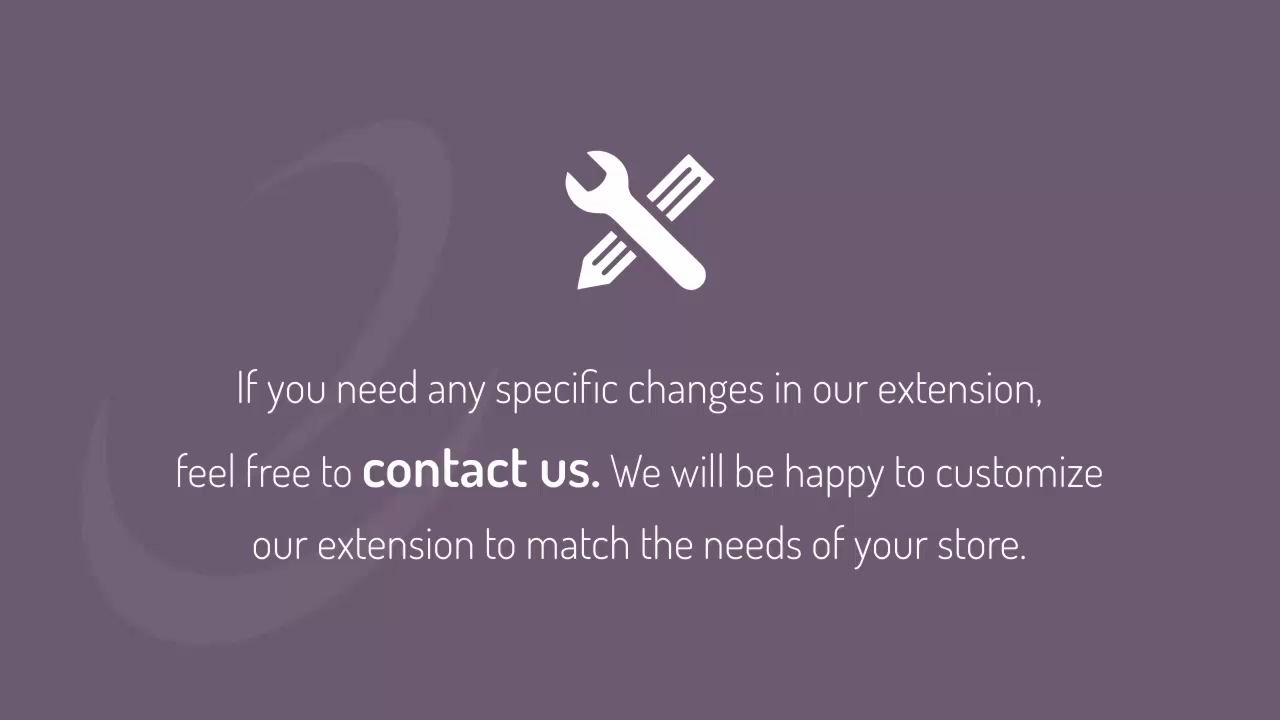 If you need any specific changes in our extension,
feel free to contact us. We will be happy to customize
our extension to match the needs of your store.